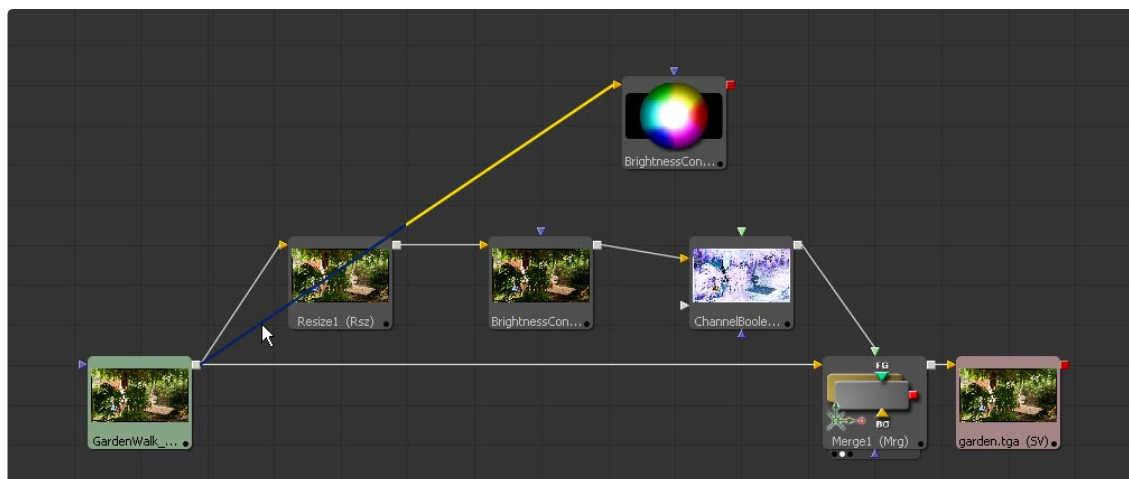 BrightnessCon...
Resize1 (Rsz)
BrightnessCon...
ChannelBoole...
GardenWalk_...
FG
BG
Merge1 (Mrg)
garden.tga (SV)